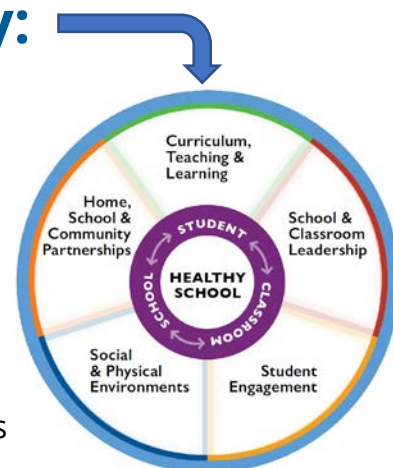 y:
Curriculum,
Teaching &
Learning
Home,
School &
Community
Partnerships
School &
Classroom
Leadership
STUDENT
CLASSROOM
SCHOOL
HEALTHY
SCHOOL
Social
& Physical
Environments
Student
Engagement
s